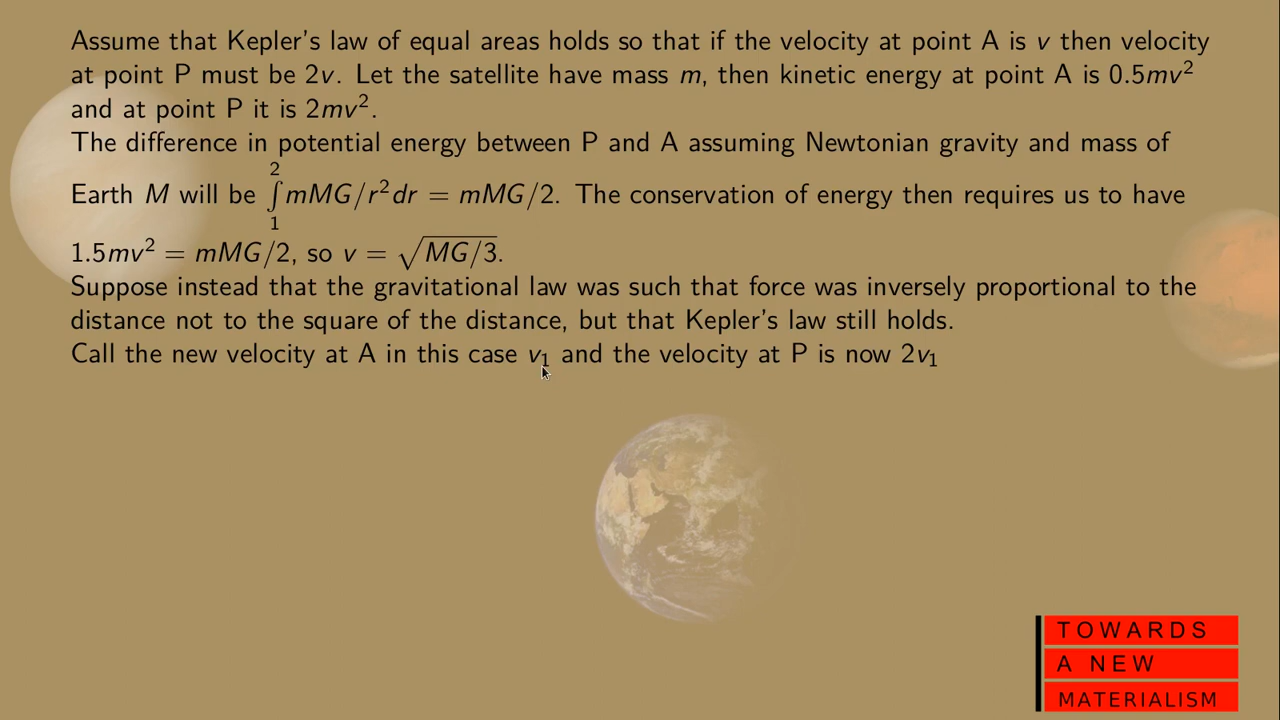 Assume that Kepler's law of equal areas holds so that if the velocity at point A is v then velocity
at point P must be 2v. Let the satellite have mass m, then kinetic energy at point A is 0.5mv²
and at point P it is 2mv².
The difference in potential energy between P and A assuming Newtonian gravity and mass of
Earth M will be ∫₁² mMG/r²dr = mMG/2. The conservation of energy then requires us to have
1.5mv² = mMG/2, so v = √(MG/3).
Suppose instead that the gravitational law was such that force was inversely proportional to the
distance not to the square of the distance, but that Kepler's law still holds.
Call the new velocity at A in this case v₁ and the velocity at P is now 2v₁
TOWARDS
A NEW
MATERIALISM